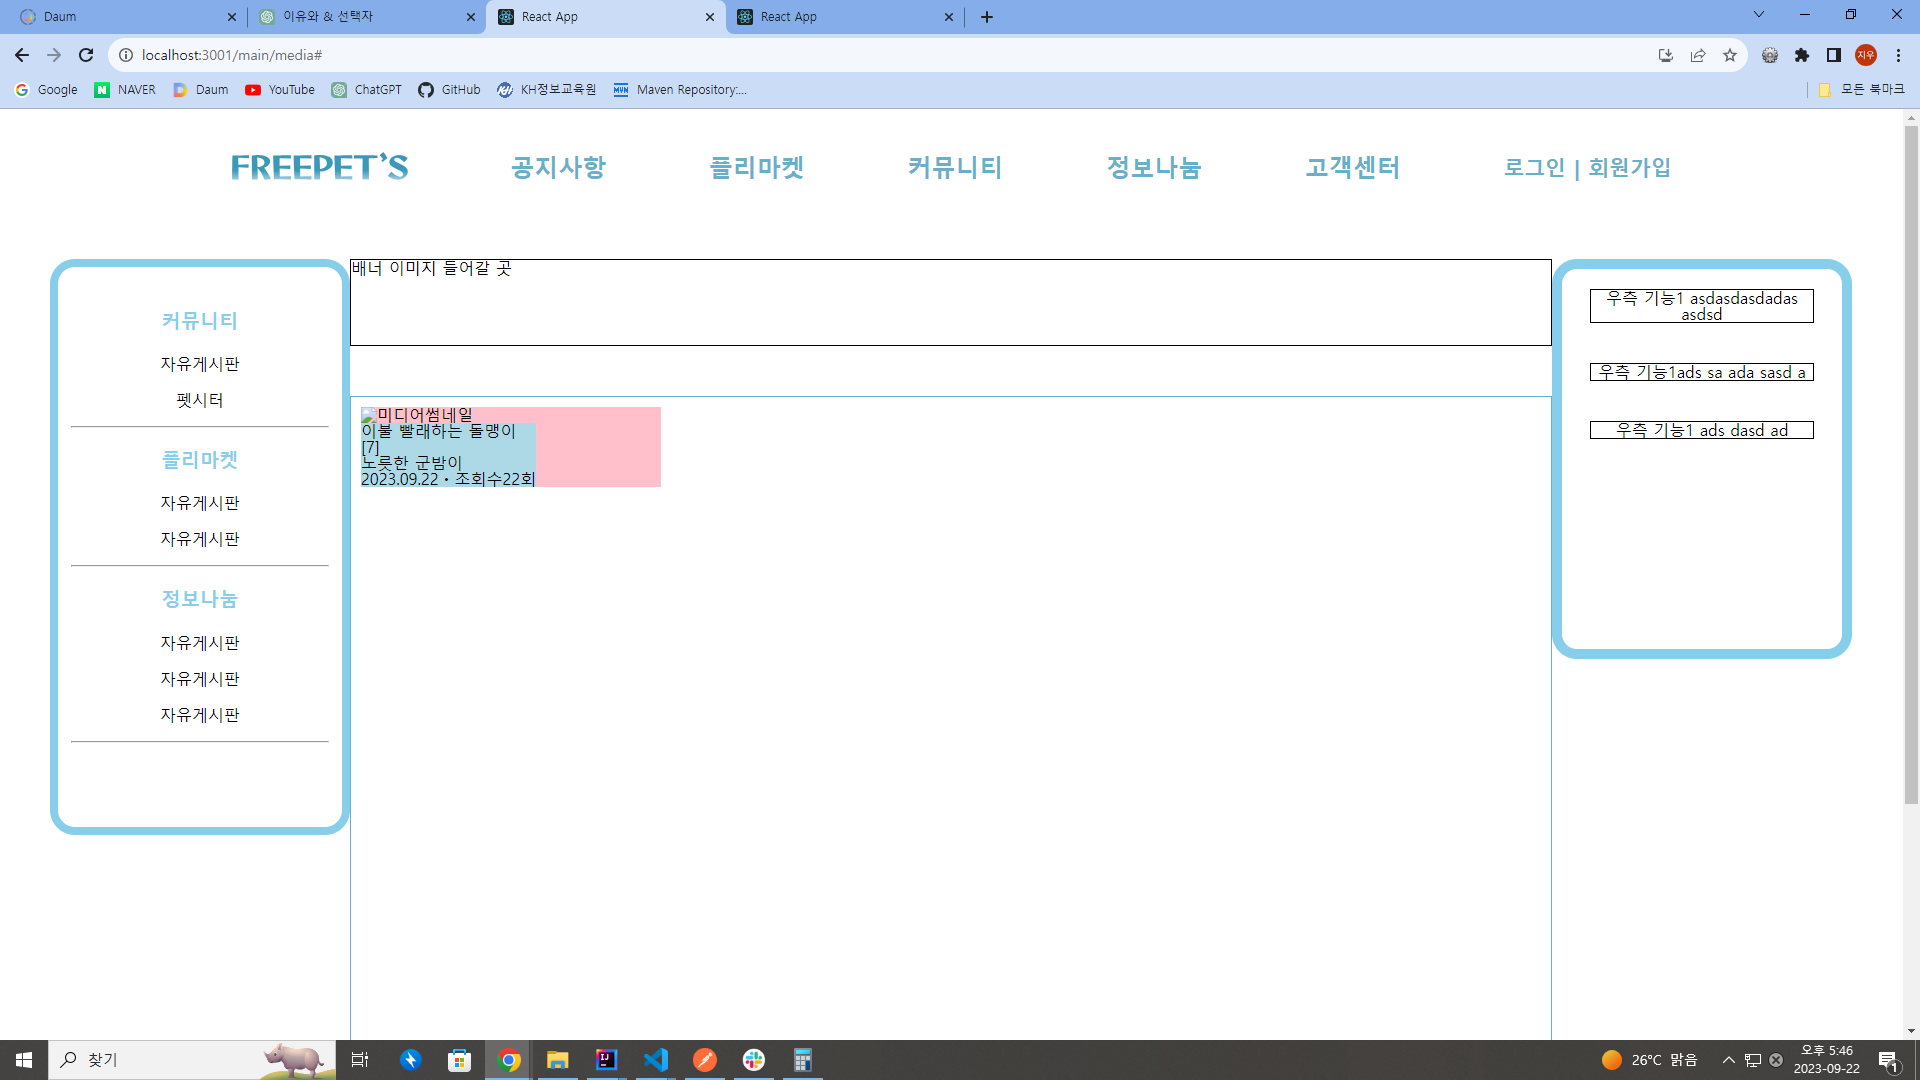 Daum
이유와 & 선택자
React App
React App
localhost:3001/main/media#
지우
Google
NAVER
Daum
YouTube
ChatGPT
GitHub
KH정보교육원
Maven Repository:...
모든 북마크
FREEPET'S
공지사항
플리마켓
커뮤니티
정보나눔
고객센터
로그인 | 회원가입
커뮤니티
자유게시판
펫시터
플리마켓
자유게시판
자유게시판
정보나눔
자유게시판
자유게시판
자유게시판
배너 이미지 들어갈 곳
미디어썸네일
이불 빨래하는 돌맹이
[7]
노릇한 군밤이
2023.09.22・조회수22회
우측 기능1 asdasdasdadas
asdsd
우측 기능1ads sa ada sasd a
우측 기능1 ads dasd ad
찾기
26°C 맑음
오후 5:46
2023-09-22
1